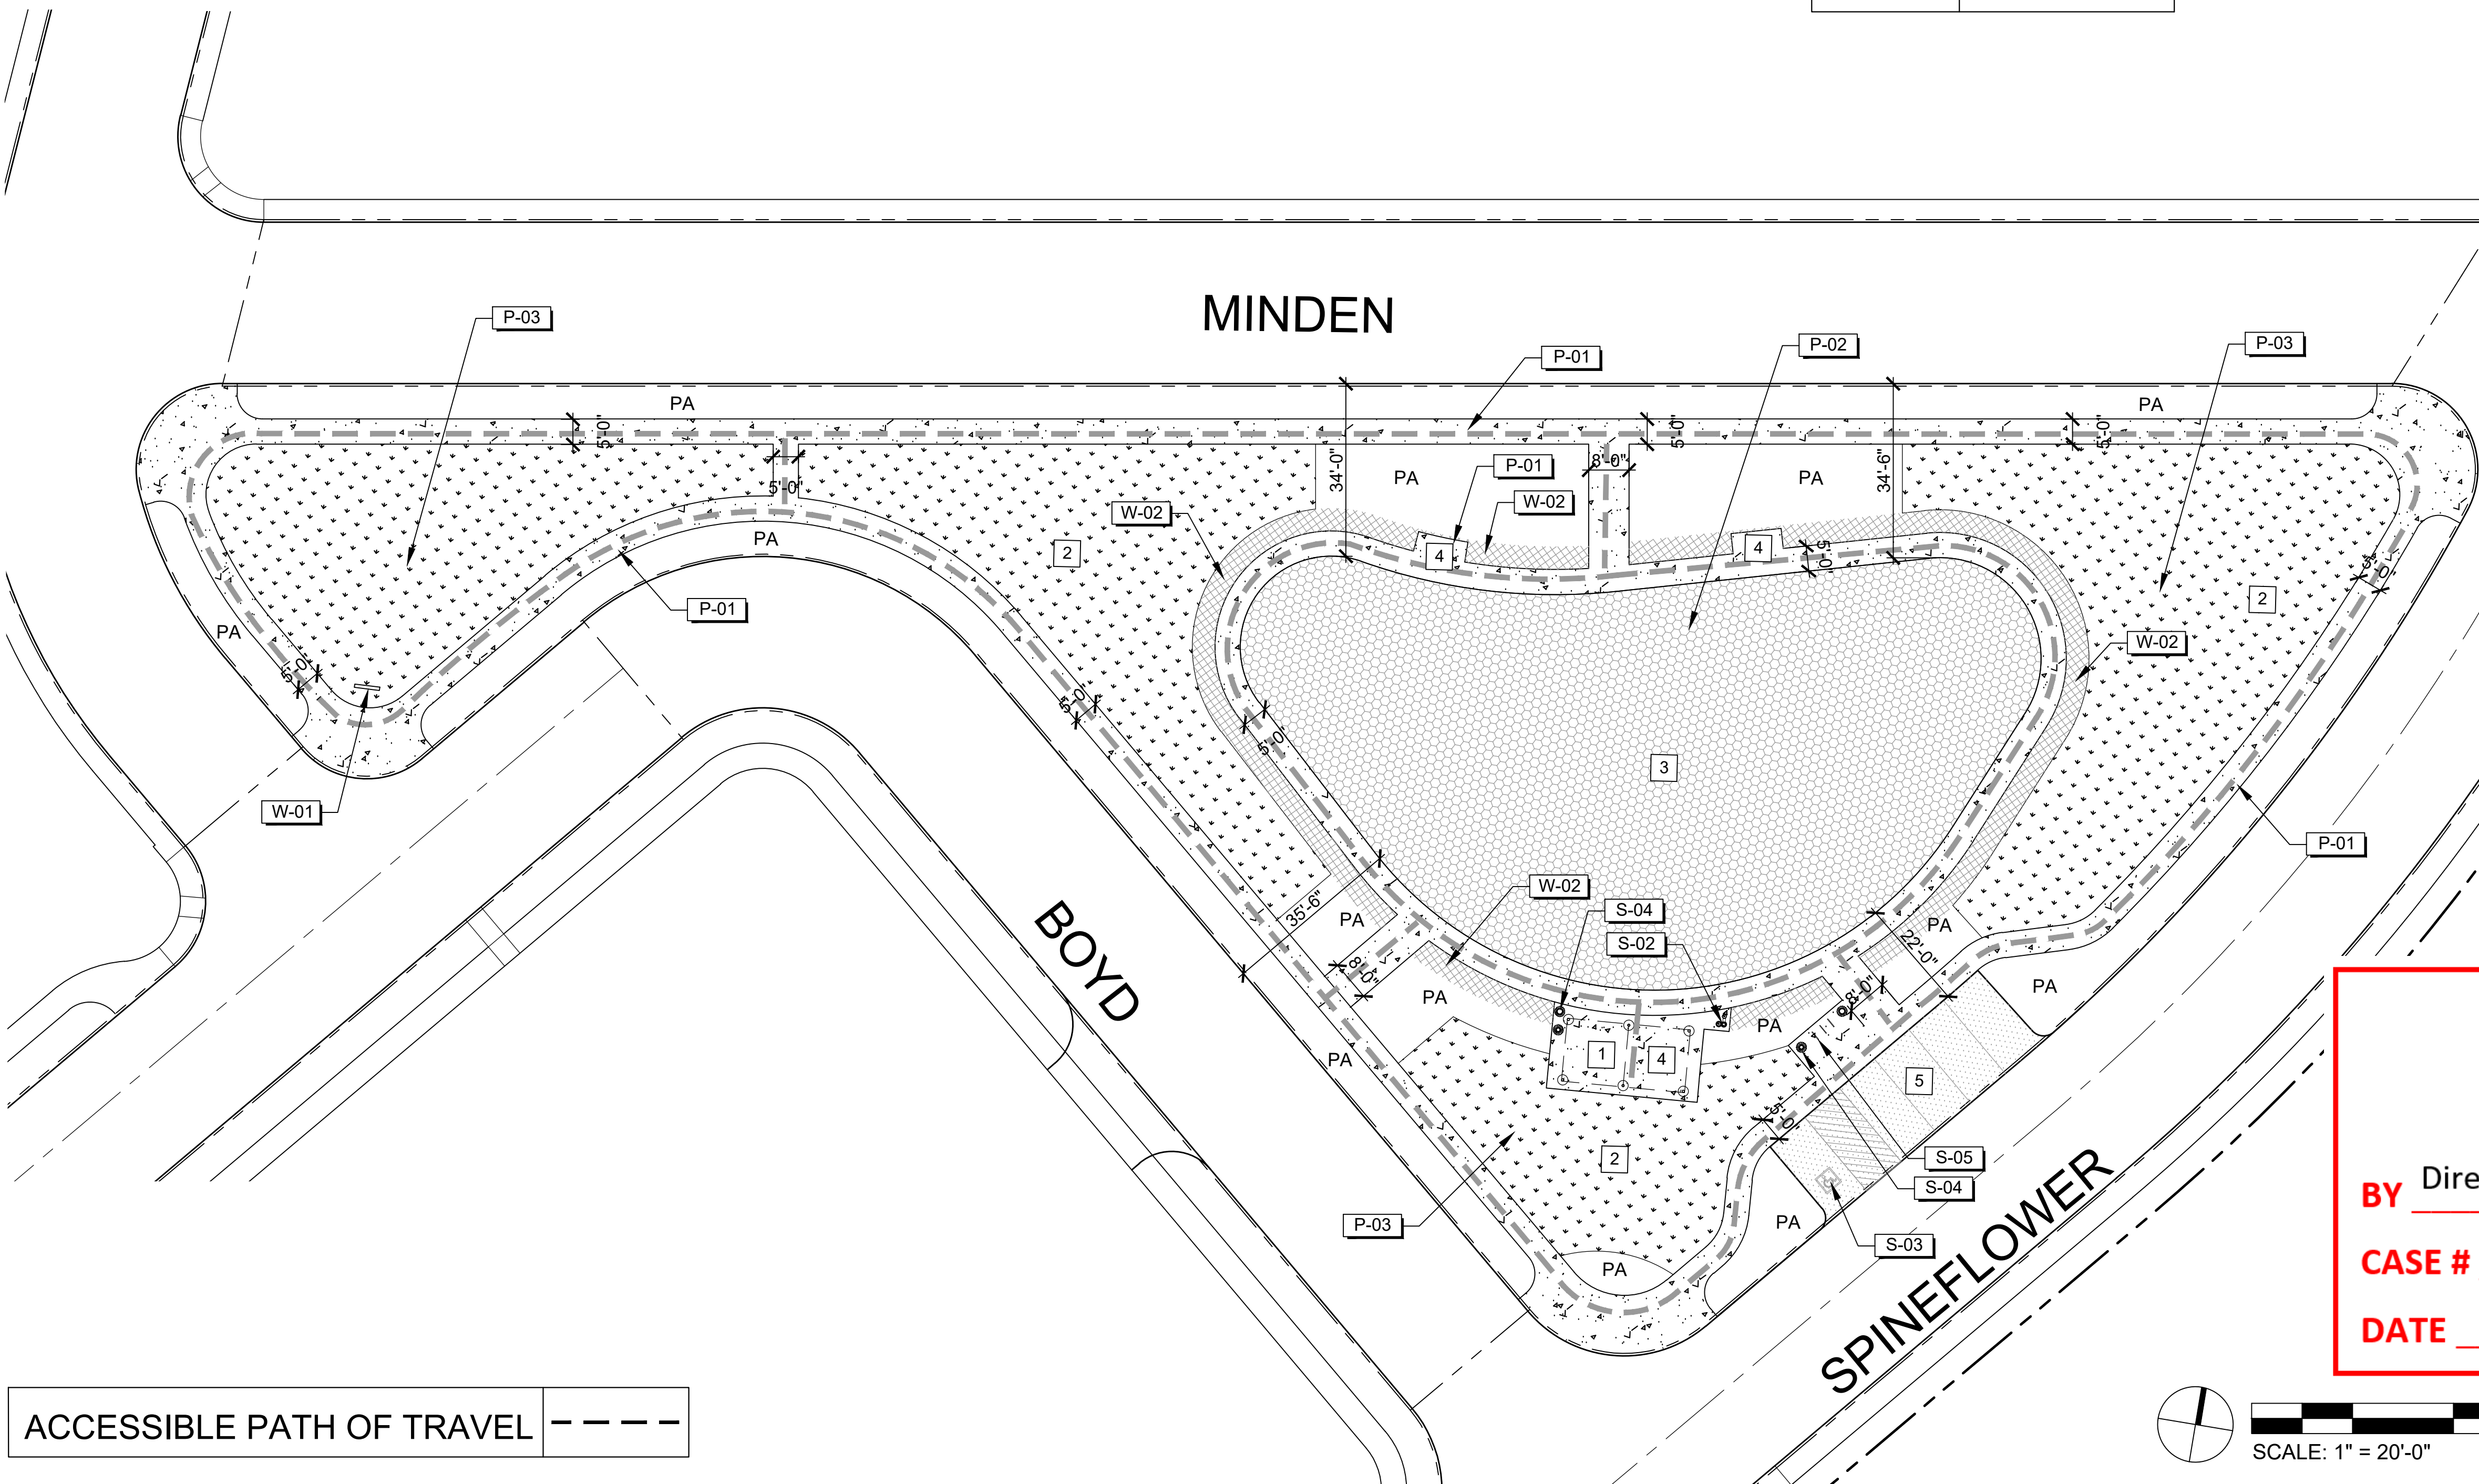 MINDEN
P-03
P-01
P-02
P-03
PA
PA
5'-0"
5'-0"
5'-0"
34'-0"
P-01
8'-0"
PA
PA
34'-6"
5'-0"
W-02
W-02
PA
2
4
4
5'-0"
5'-0"
2
P-01
PA
W-02
5'-0"
5'-0"
5'-0"
3
W-01
P-01
W-02
35'-6"
PA
S-04
PA
S-02
22'-0"
BOYD
8'-0"
PA
8'-0"
PA
PA
PA
1
4
5
5'-0"
2
S-05
S-04
P-03
PA
S-03
PA
SPINEFLOWER
BY Dire
CASE #
DATE
ACCESSIBLE PATH OF TRAVEL
SCALE: 1" = 20'-0"